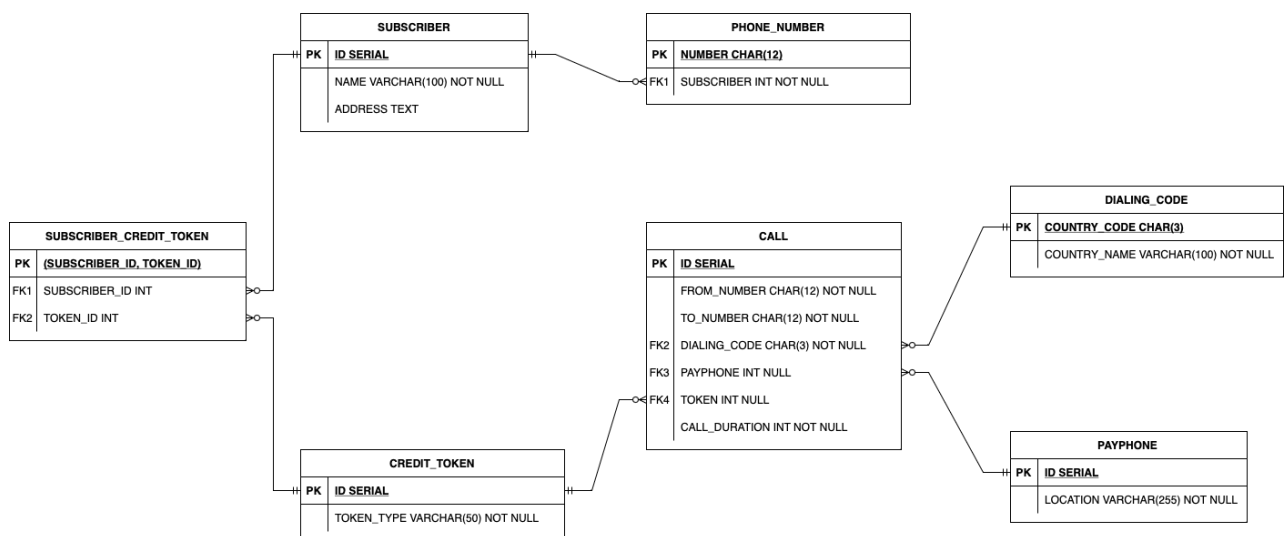 SUBSCRIBER
PK ID SERIAL
NAME VARCHAR(100) NOT NULL
ADDRESS TEXT
PHONE_NUMBER
PK NUMBER CHAR(12)
FK1 SUBSCRIBER INT NOT NULL
SUBSCRIBER_CREDIT_TOKEN
PK (SUBSCRIBER_ID, TOKEN_ID)
FK1 SUBSCRIBER_ID INT
FK2 TOKEN_ID INT
CALL
PK ID SERIAL
FROM_NUMBER CHAR(12) NOT NULL
TO_NUMBER CHAR(12) NOT NULL
FK2 DIALING_CODE CHAR(3) NOT NULL
FK3 PAYPHONE INT NULL
FK4 TOKEN INT NULL
CALL_DURATION INT NOT NULL
DIALING_CODE
PK COUNTRY_CODE CHAR(3)
COUNTRY_NAME VARCHAR(100) NOT NULL
CREDIT_TOKEN
PK ID SERIAL
TOKEN_TYPE VARCHAR(50) NOT NULL
PAYPHONE
PK ID SERIAL
LOCATION VARCHAR(255) NOT NULL